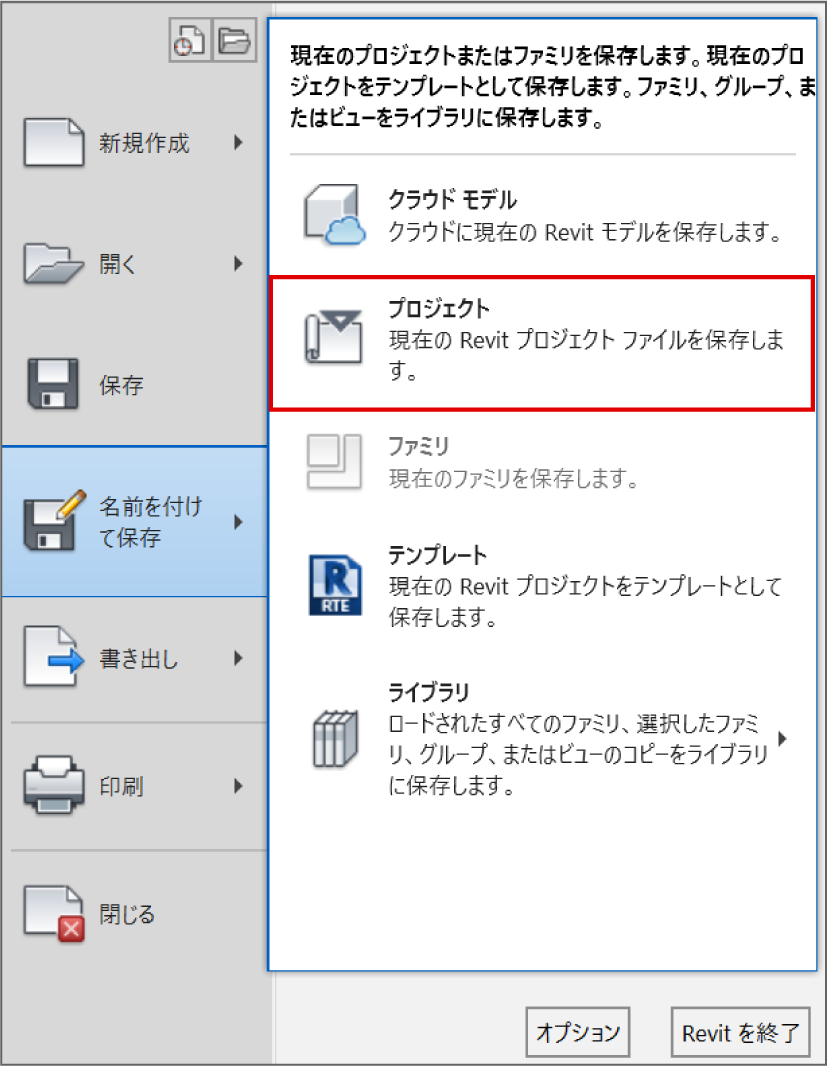 新規作成
開く
保存
名前を付け
て保存
書き出し
印刷
閉じる
現在のプロジェクトまたはファミリを保存します。現在のプロ
ジェクトをテンプレートとして保存します。ファミリ、グループ、ま
たはビューをライブラリに保存します。
クラウド モデル
クラウドに現在の Revit モデルを保存します。
プロジェクト
現在の Revit プロジェクト ファイルを保存しま
す。
ファミリ
現在のファミリを保存します。
R
RTE
テンプレート
現在の Revit プロジェクトをテンプレートとして
保存します。
ライブラリ
ロードされたすべてのファミリ、選択したファミ
リ、グループ、またはビューのコピーをライブラリ
に保存します。
オプション
Revit を終了